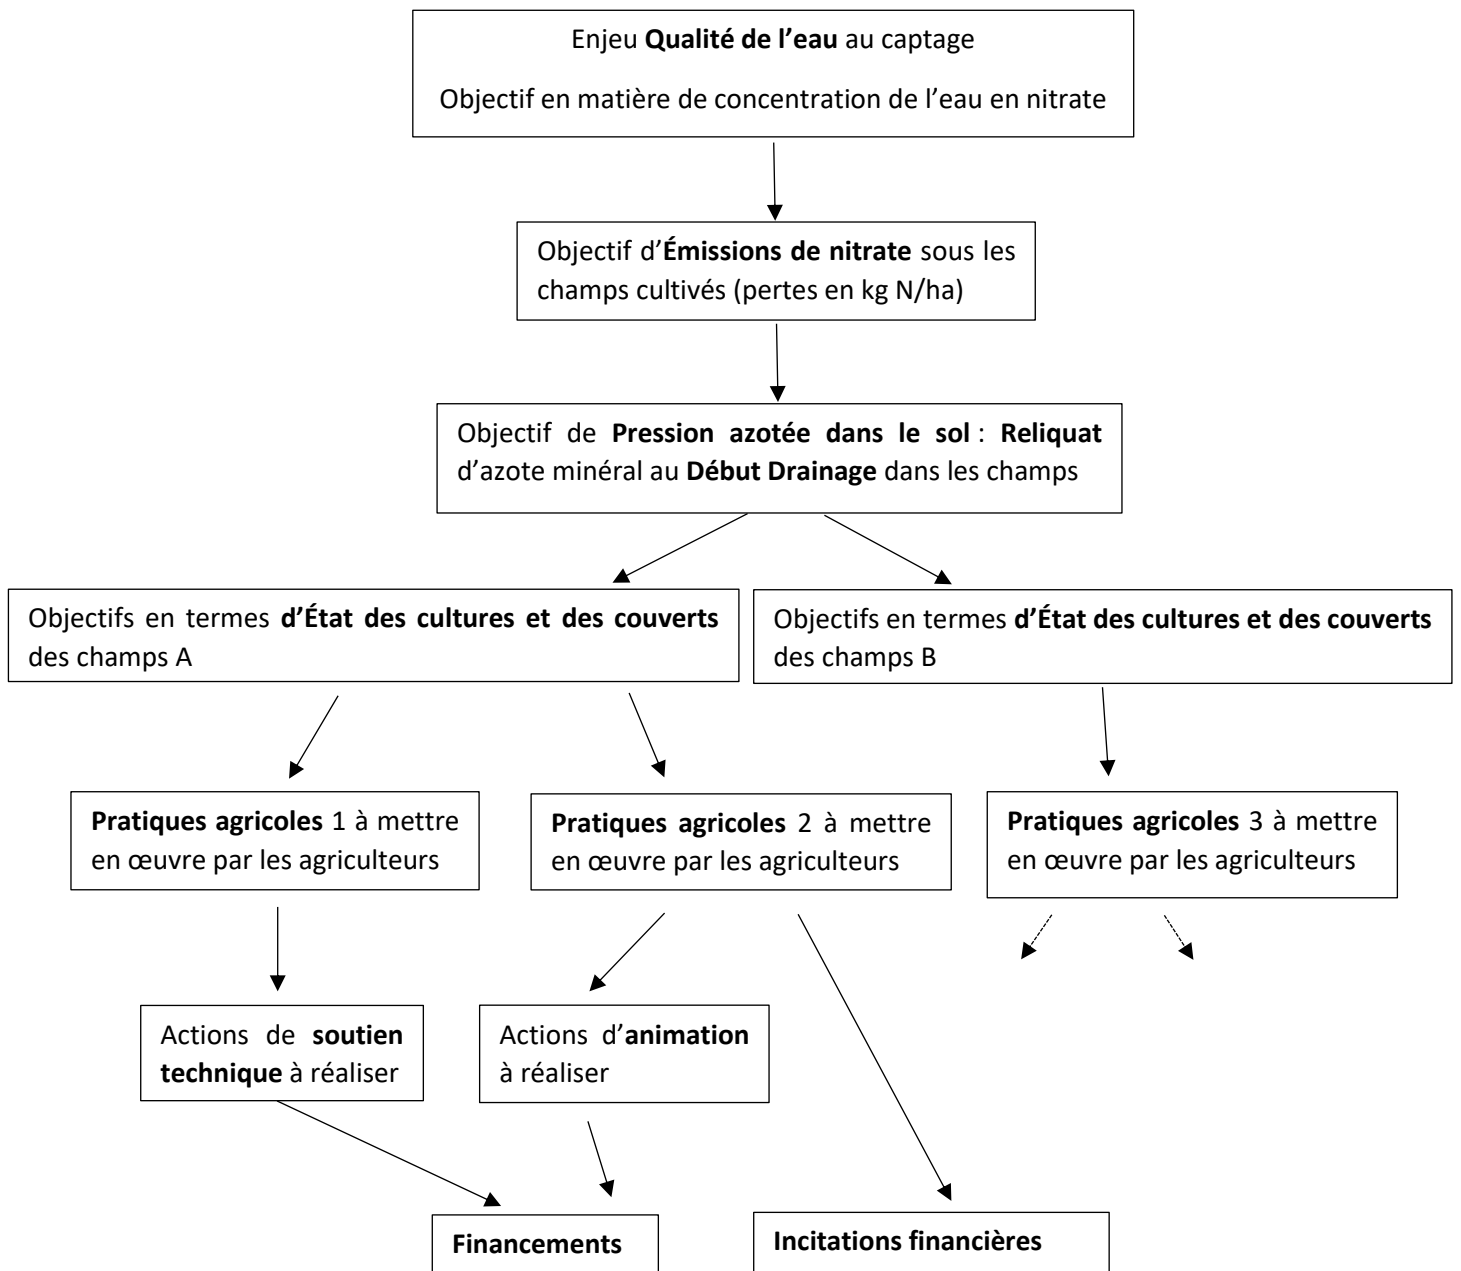 Enjeu Qualité de l’eau au captage
Objectif en matière de concentration de l’eau en nitrate
Objectif d’Émissions de nitrate sous les
champs cultivés (pertes en kg N/ha)
Objectif de Pression azotée dans le sol : Reliquat
d’azote minéral au Début Drainage dans les champs
Objectifs en termes d’État des cultures et des couverts
des champs A
Objectifs en termes d’État des cultures et des couverts
des champs B
Pratiques agricoles 1 à mettre
en œuvre par les agriculteurs
Pratiques agricoles 2 à mettre
en œuvre par les agriculteurs
Pratiques agricoles 3 à mettre
en œuvre par les agriculteurs
Actions de soutien
technique à réaliser
Actions d’animation
à réaliser
Financements
Incitations financières